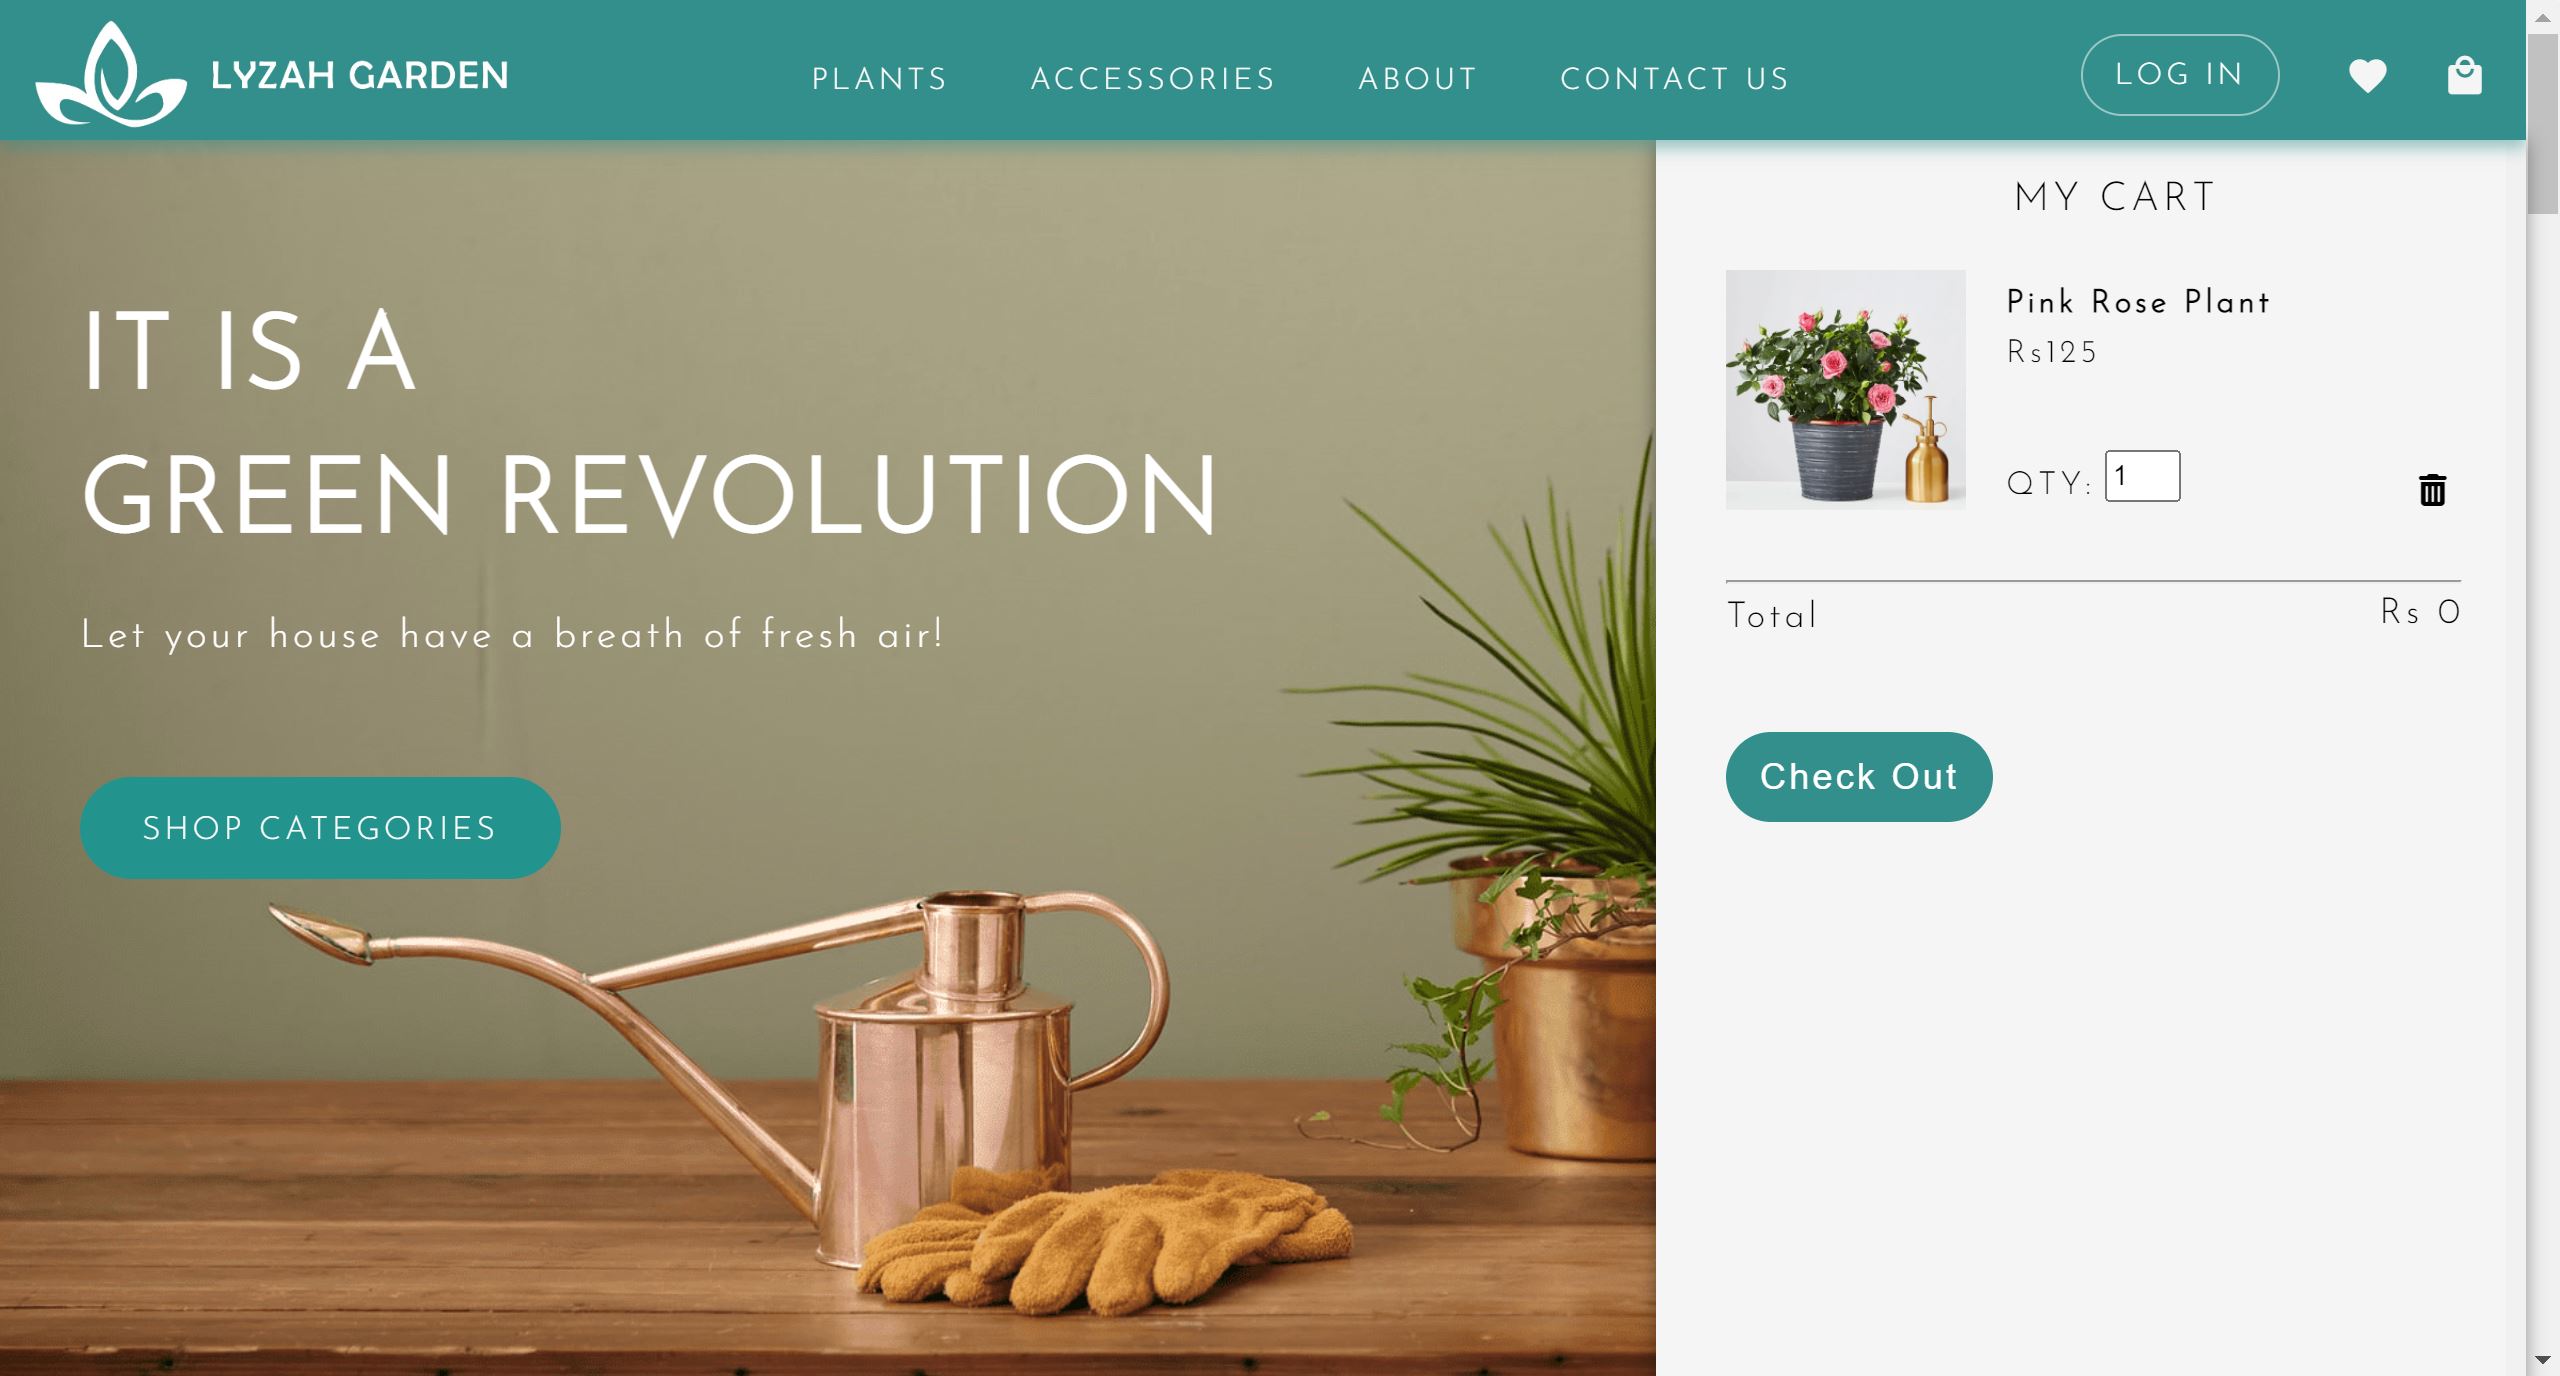 LYZAH GARDEN
PLANTS
ACCESSORIES
ABOUT
CONTACT US
LOG IN
IT IS A
GREEN REVOLUTION
Let your house have a breath of fresh air!
SHOP CATEGORIES
MY CART
Pink Rose Plant
Rs125
QTY: 1
Total Rs 0
Check Out